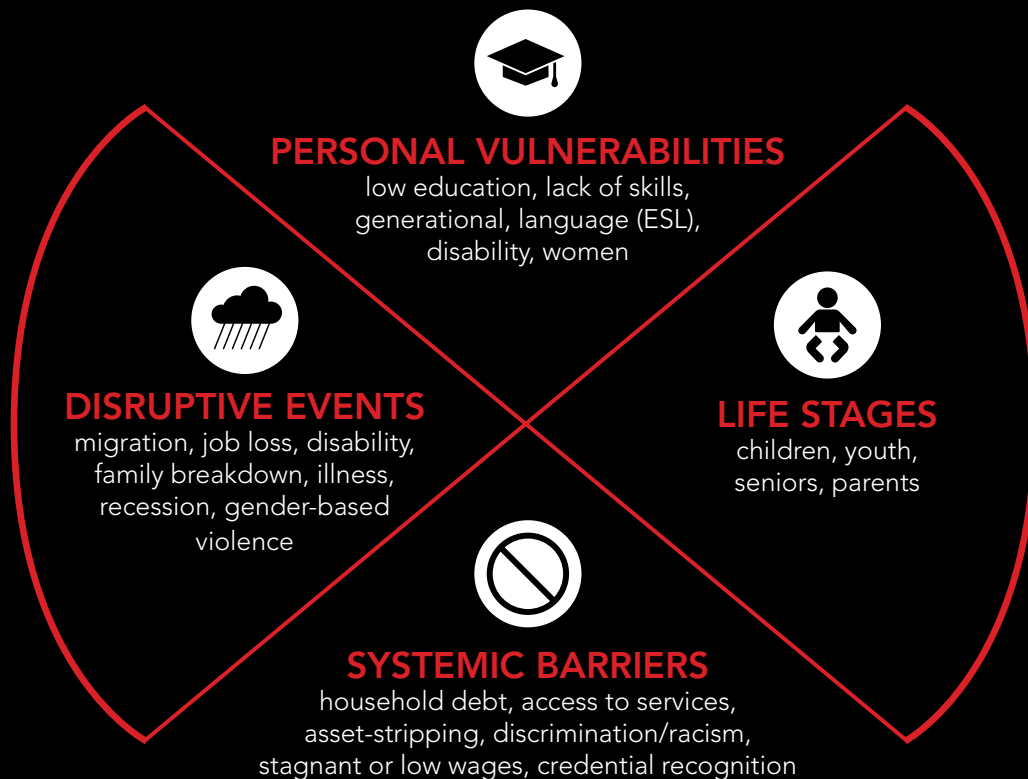 PERSONAL VULNERABILITIES
low education, lack of skills,
generational, language (ESL),
disability, women
DISRUPTIVE EVENTS
migration, job loss, disability,
family breakdown, illness,
recession, gender-based
violence
LIFE STAGES
children, youth,
seniors, parents
SYSTEMIC BARRIERS
household debt, access to services,
asset-stripping, discrimination/racism,
stagnant or low wages, credential recognition